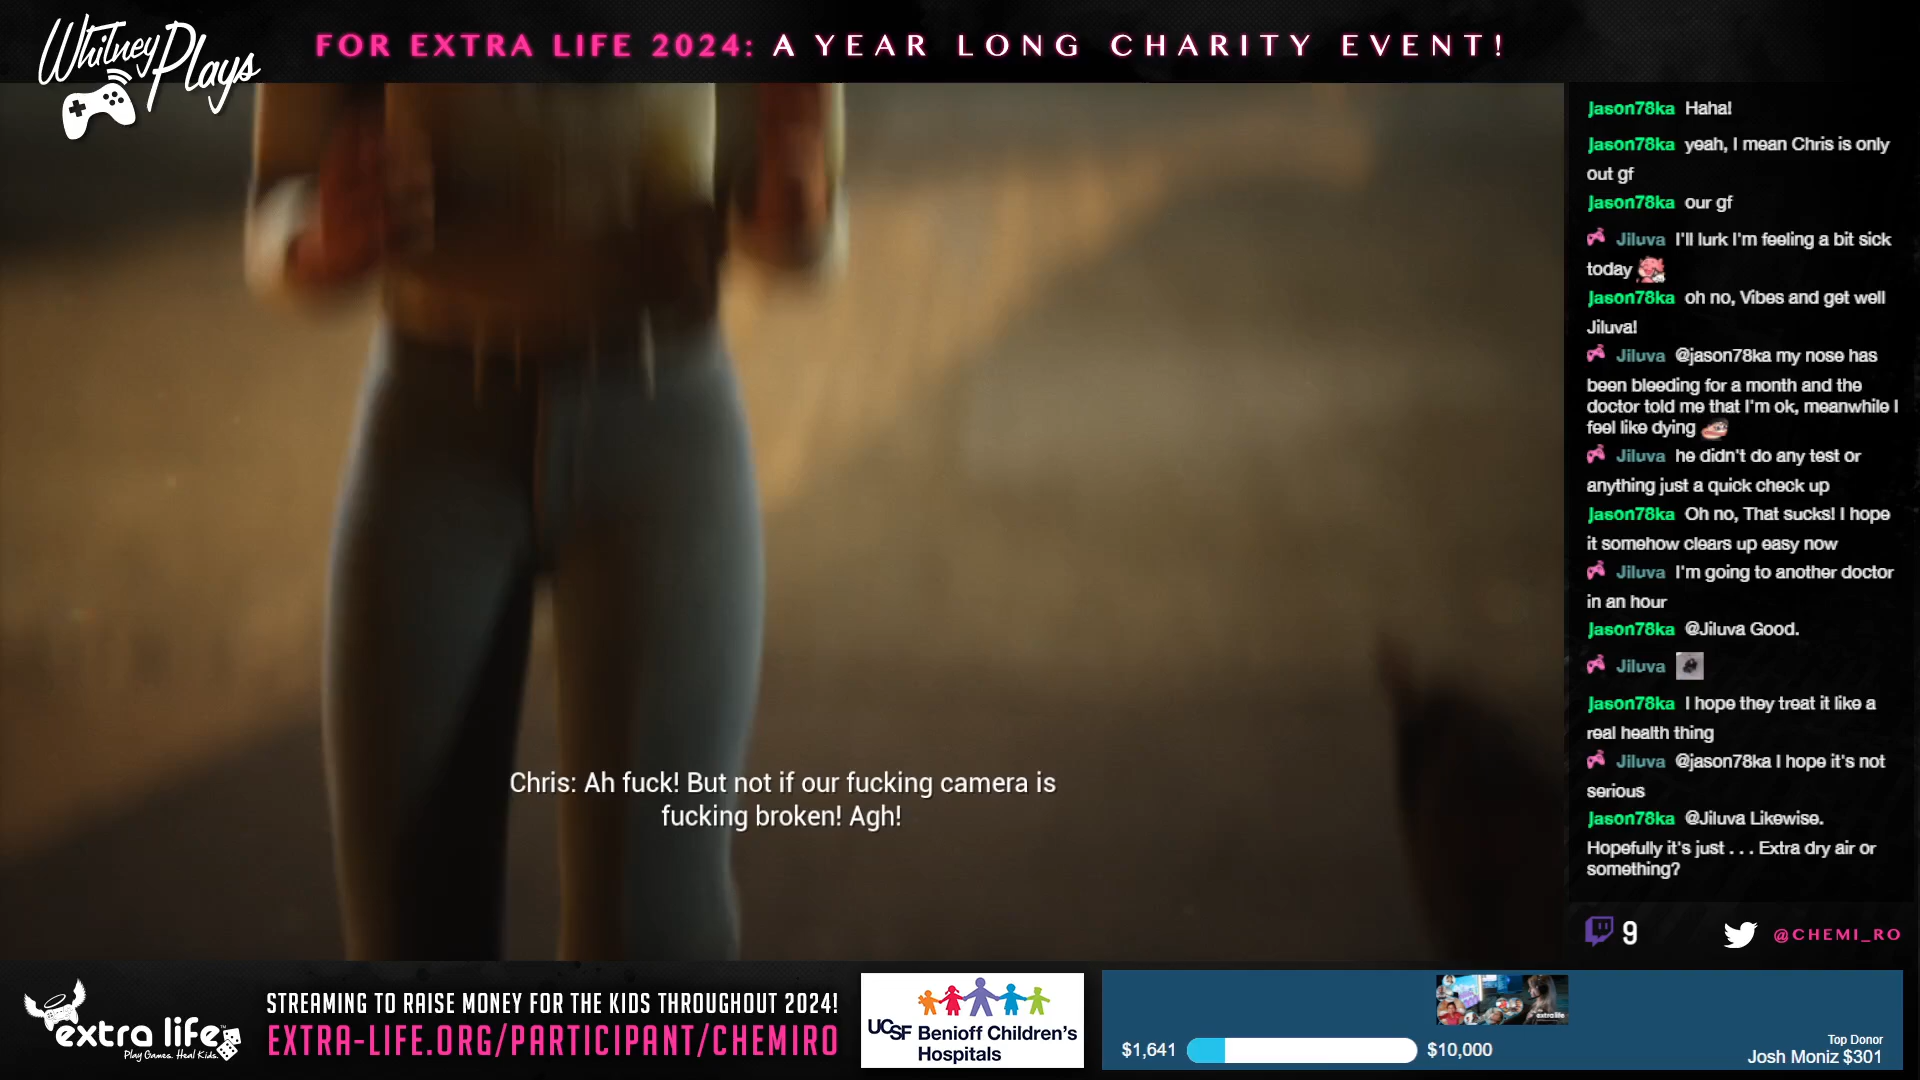 Whitney Plays
FOR EXTRA LIFE 2024: A YEAR LONG CHARITY EVENT!
Jason78ka Haha!
Jason78ka yeah, I mean Chris is only
out gf
Jason78ka our gf
Jiluva I'll lurk I'm feeling a bit sick
today
Jason78ka oh no, Vibes and get well
Jiluva!
Jiluva @jason78ka my nose has
been bleeding for a month and the
doctor told me that I'm ok, meanwhile I
feel like dying
Jiluva he didn't do any test or
anything just a quick check up
Jason78ka Oh no, That sucks! I hope
it somehow clears up easy now
Jiluva I'm going to another doctor
in an hour
Jason78ka @Jiluva Good.
Jiluva
Jason78ka I hope they treat it like a
real health thing
Jiluva @jason78ka I hope it's not
serious
Jason78ka @Jiluva Likewise.
Hopefully it's just . . . Extra dry air or
something?
Chris: Ah fuck! But not if our fucking camera is
fucking broken! Agh!
9
@CHEMI_RO
extra life
Play Games. Heal Kids.
STREAMING TO RAISE MONEY FOR THE KIDS THROUGHOUT 2024!
EXTRA-LIFE.ORG/PARTICIPANT/CHEMIRO
UCSF Benioff Children's
Hospitals
$1,641
$10,000
extra life
Top Donor
Josh Moniz $301